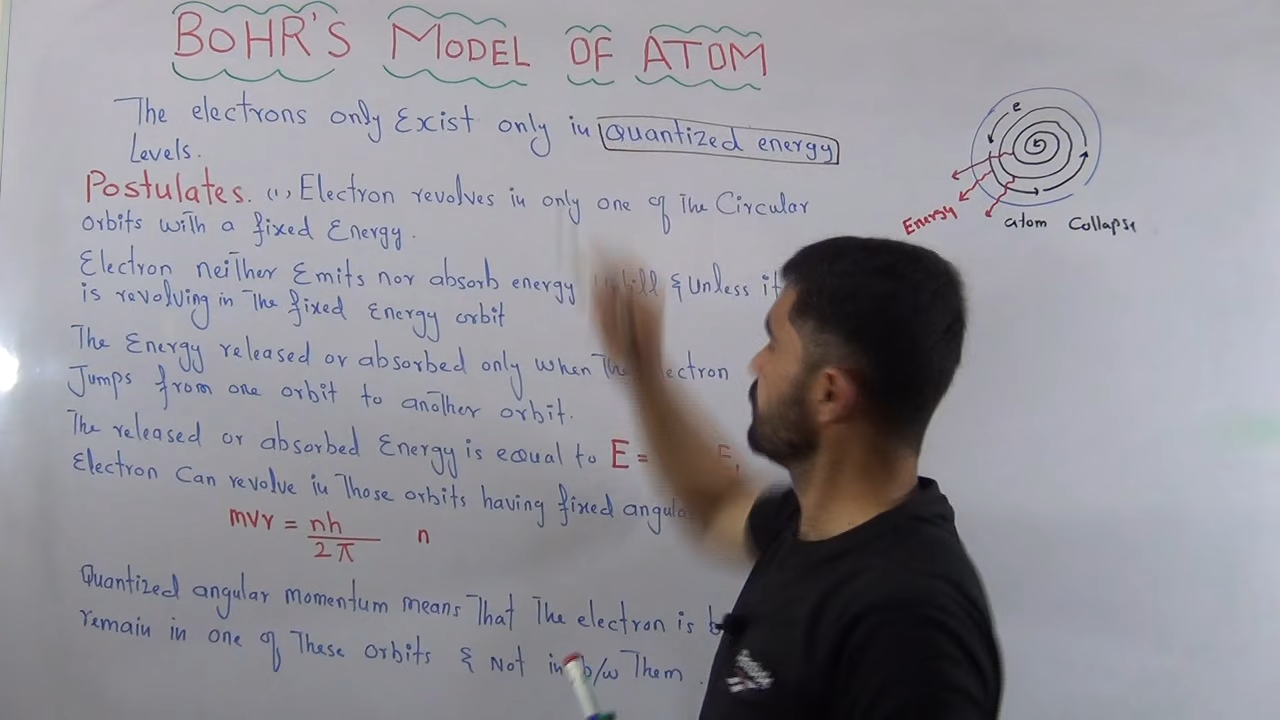 BOHR'S MODEL OF ATOM
The electrons only Exist only in Quantized energy
Levels.
Postulates. (1) Electron revolves in only one of The Circular
orbits with a fixed Energy.
Electron neither Emits nor absorb energy & unless it
is revolving in The fixed Energy orbit
The Energy released or absorbed only when The
Jumps from one orbit to another orbit.
The released or absorbed Energy is equal to E =
Electron Can revolve in Those orbits having fixed
mvr = nh n
2π
Quantized angular momentum means That The electron is
remain in one of These orbits & Not in b/w Them.
e
Energy
atom Collapse